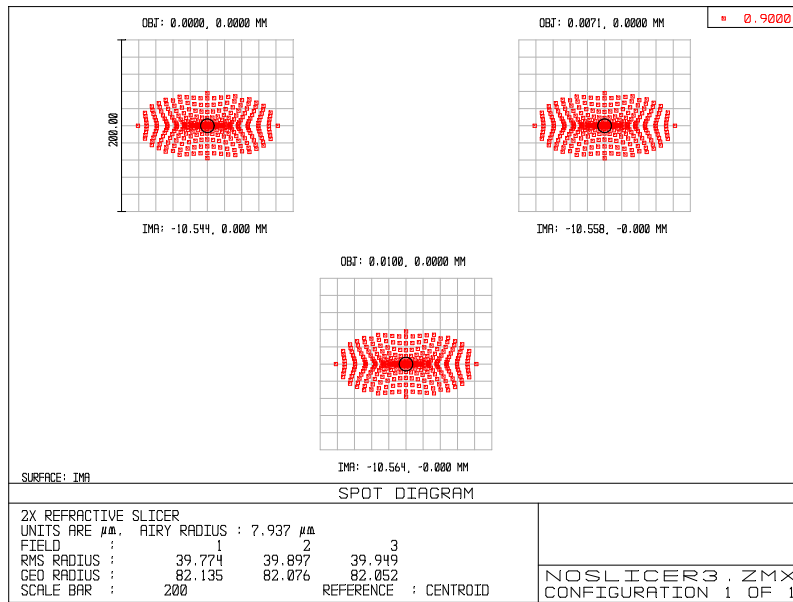 OBJ: 0.0000, 0.0000 MM
OBJ: 0.0071, 0.0000 MM
0.9000
200.00
IMA: -10.544, 0.000 MM
IMA: -10.558, -0.000 MM
OBJ: 0.0100, 0.0000 MM
IMA: -10.564, -0.000 MM
SURFACE: IMA
SPOT DIAGRAM
2X REFRACTIVE SLICER
UNITS ARE µm. AIRY RADIUS : 7.937 µm
FIELD : 1 2 3
RMS RADIUS : 39.774 39.897 39.949
GEO RADIUS : 82.135 82.076 82.052
SCALE BAR : 200 REFERENCE : CENTROID
NOSLICER3.ZMX
CONFIGURATION 1 OF 1